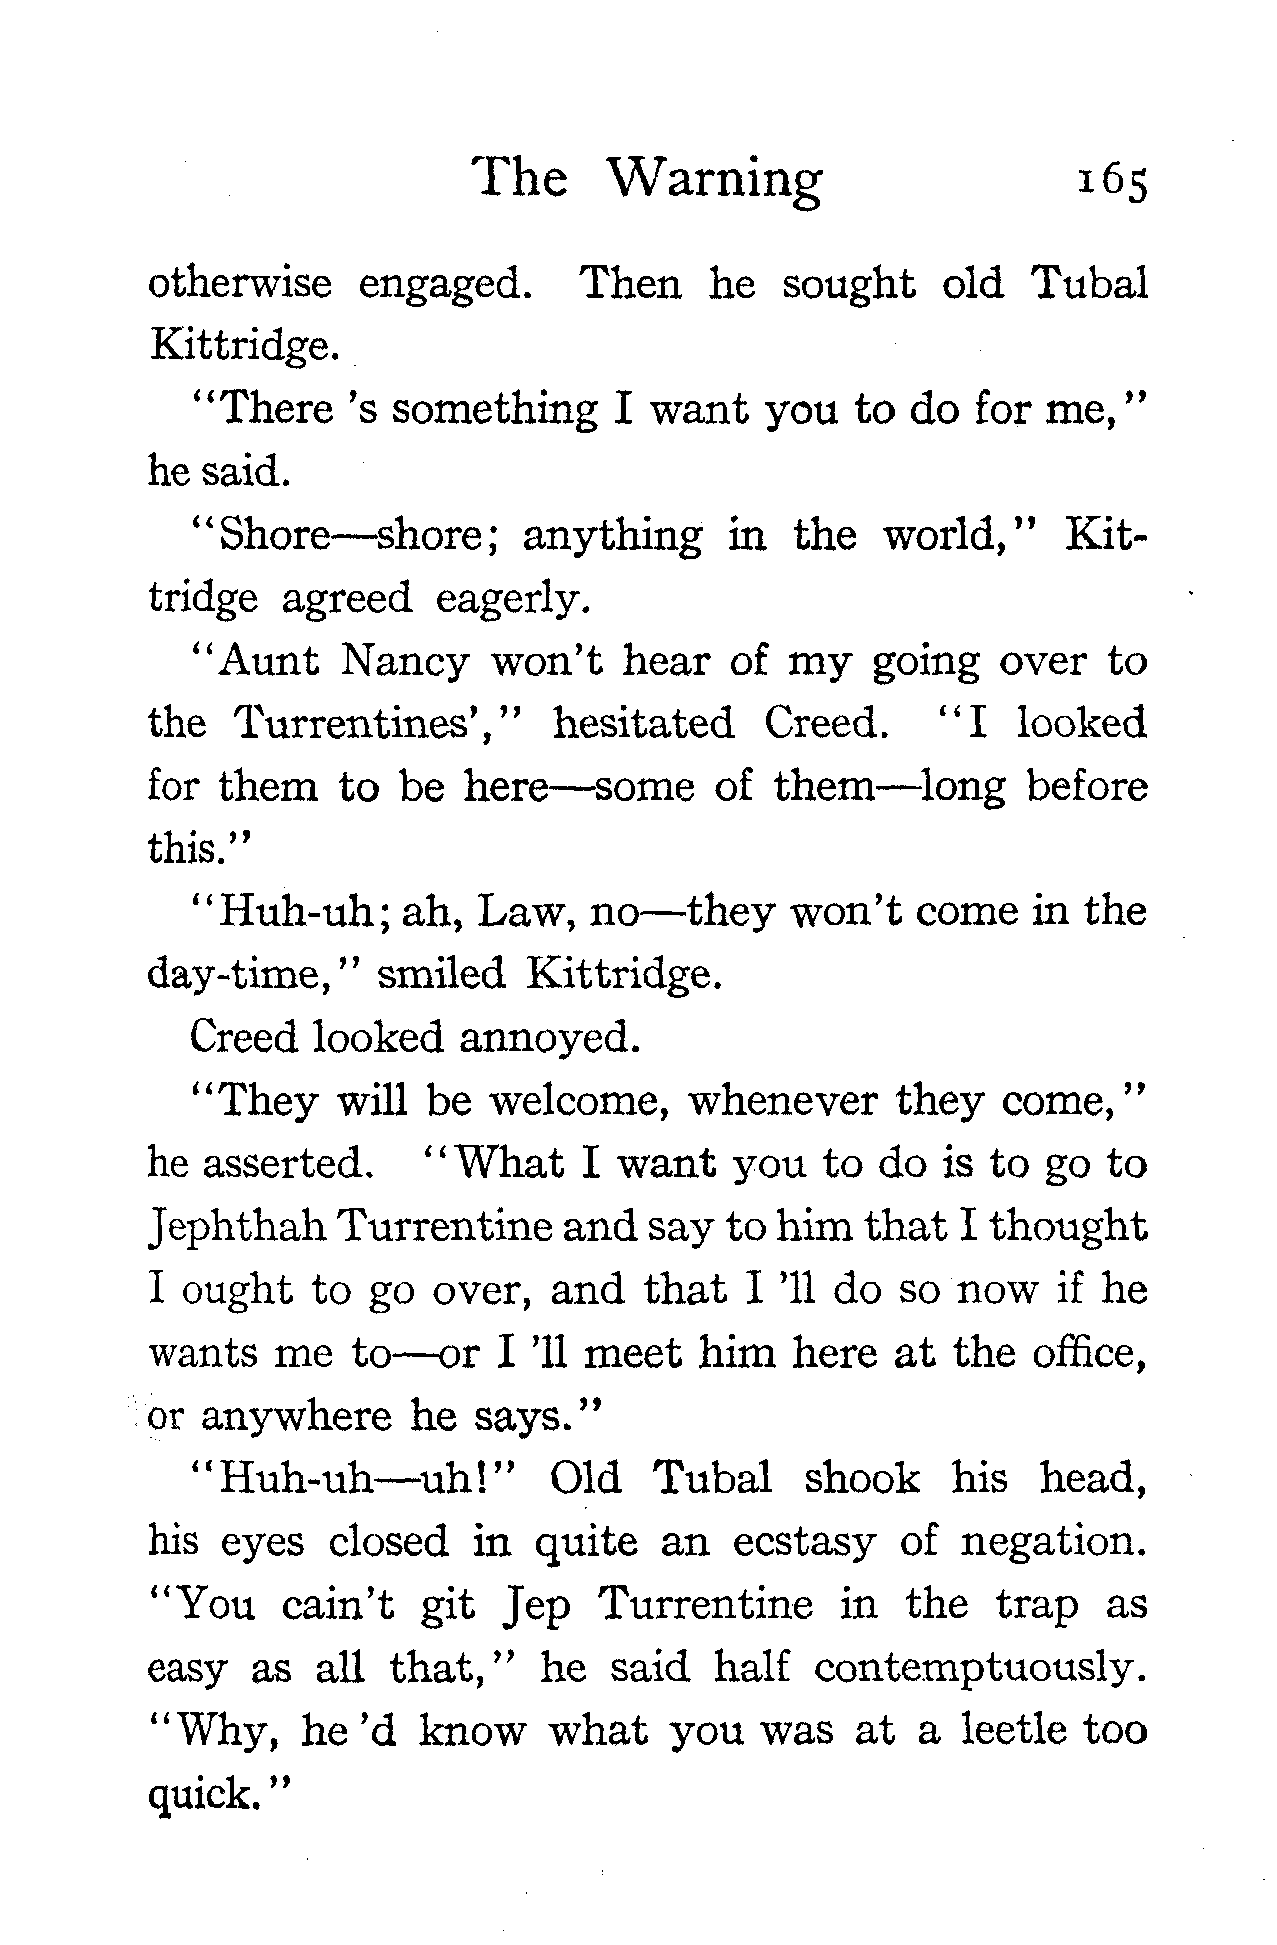 The Warning 165
otherwise engaged. Then he sought old Tubal
Kittridge.
"There 's something I want you to do for me,"
he said.
"Shore—shore; anything in the world," Kit-
tridge agreed eagerly.
"Aunt Nancy won't hear of my going over to
the Turrentines'," hesitated Creed. "I looked
for them to be here—some of them—long before
this."
"Huh-uh; ah, Law, no—they won't come in the
day-time," smiled Kittridge.
Creed looked annoyed.
"They will be welcome, whenever they come,"
he asserted. "What I want you to do is to go to
Jephthah Turrentine and say to him that I thought
I ought to go over, and that I 'll do so now if he
wants me to—or I 'll meet him here at the office,
or anywhere he says."
"Huh-uh—uh!" Old Tubal shook his head,
his eyes closed in quite an ecstasy of negation.
"You cain't git Jep Turrentine in the trap as
easy as all that," he said half contemptuously.
"Why, he 'd know what you was at a leetle too
quick."